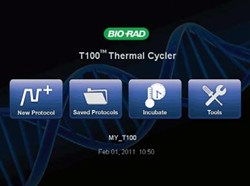 BIO-RAD
T100™ Thermal Cycler
New Protocol Saved Protocols Incubate Tools
MY_T100
Feb 01, 2011 10:50